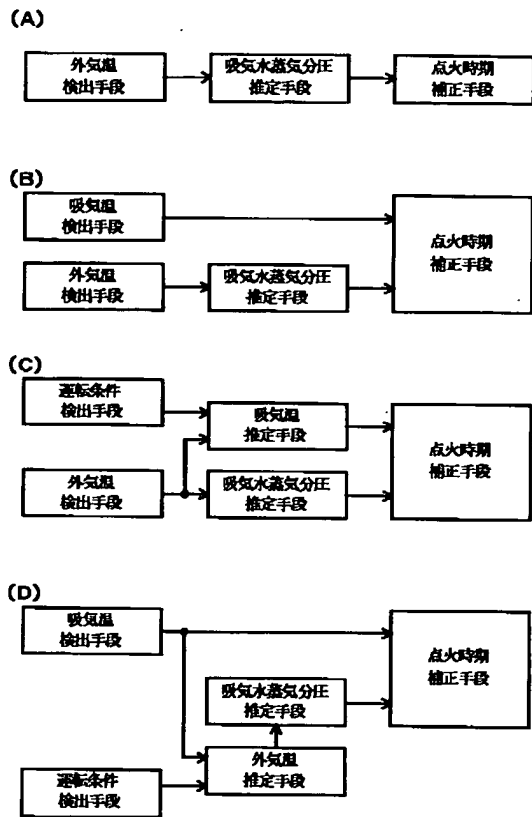 (A)
外気温
検出手段
吸気水蒸気分圧
推定手段
点火時期
補正手段
(B)
吸気温
検出手段
外気温
検出手段
吸気水蒸気分圧
推定手段
点火時期
補正手段
(C)
運転条件
検出手段
外気温
検出手段
吸気温
推定手段
吸気水蒸気分圧
推定手段
点火時期
補正手段
(D)
吸気温
検出手段
吸気水蒸気分圧
推定手段
外気温
推定手段
運転条件
検出手段
点火時期
補正手段